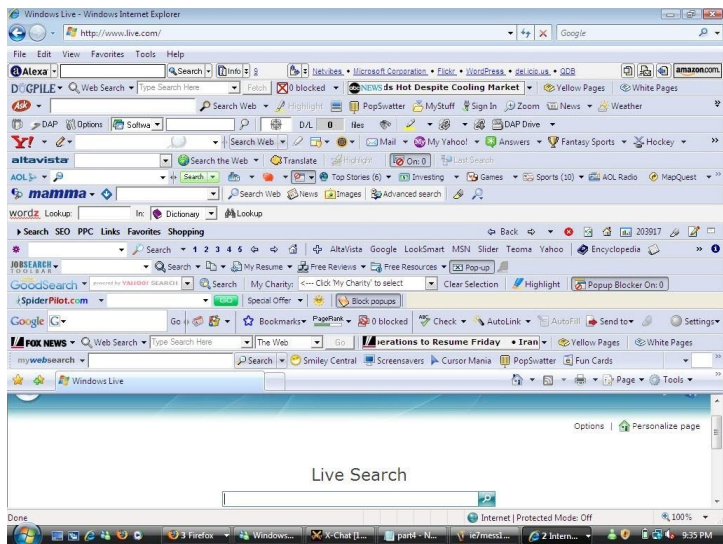 Windows Live - Windows Internet Explorer
http://www.live.com/ Google
File Edit View Favorites Tools Help
Alexa Search Info 8 Netvibes • Microsoft Corporation • Flickr • WordPress • del.icio.us • QDB amazon.com
DOGPILE Web Search Type Search Here Fetch 0 blocked NEWS ds Hot Despite Cooling Market Yellow Pages White Pages
Ask Search Web Highlight PopSwatter MyStuff Sign In Zoom News Weather
DAP Options Softwa D/L 0 files DAP Drive
Y! Search Web Mail My Yahoo! Answers Fantasy Sports Hockey
altavista Search the Web Translate Highlight On: 0 Last Search
AOL Search Top Stories (6) Investing Games Sports (10) AOL Radio MapQuest
mamma Search Web News Images Advanced search
wordz Lookup: In: Dictionary Lookup
Search SEO PPC Links Favorites Shopping Back 203917
Search 1 2 3 4 5 AltaVista Google LookSmart MSN Slider Teoma Yahoo Encyclopedia
JOBSEARCH TOOLBAR Search My Resume Free Reviews Free Resources Pop-up
GoodSearch powered by YAHOO! SEARCH Search My Charity: <--- Click 'My Charity' to select Clear Selection Highlight Popup Blocker On: 0
SpiderPilot.com GO Special Offer Block popups
Google G Go Bookmarks PageRank 0 blocked Check AutoLink AutoFill Send to Settings
FOX NEWS Web Search Type Search Here The Web Go erations to Resume Friday • Iran Yellow Pages White Pages
mywebsearch Search Smiley Central Screensavers Cursor Mania PopSwatter Fun Cards
Windows Live Page Tools
Options | Personalize page
Live Search
Done Internet | Protected Mode: Off 100%
3 Firefox Windows... X-Chat [1... part4 - N... ie7mess1... 2 Intern... 9:35 PM